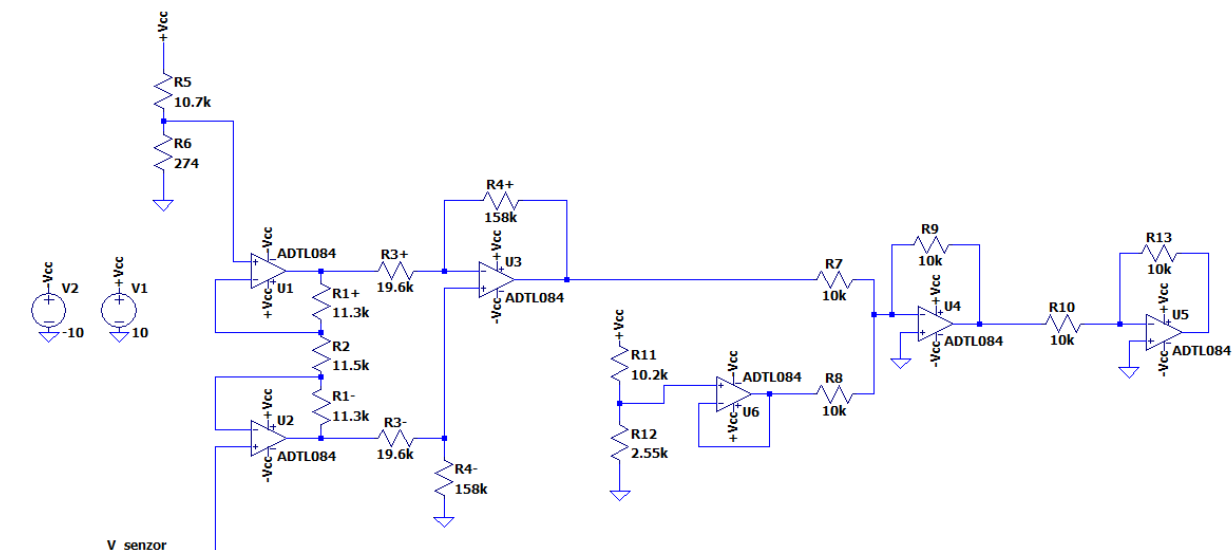 +Vcc
R5
10.7k
R6
274
-Vcc
V2
-10
+Vcc
V1
10
-Vcc
ADTL084
U1
+Vcc
R1+
11.3k
R2
11.5k
R1-
11.3k
+Vcc
U2
ADTL084
-Vcc
V_senzor
R3+
19.6k
R3-
19.6k
R4+
158k
+Vcc
U3
ADTL084
-Vcc
R4-
158k
+Vcc
R11
10.2k
R12
2.55k
-Vcc
ADTL084
U6
+Vcc
R7
10k
R8
10k
R9
10k
+Vcc
U4
ADTL084
-Vcc
R10
10k
R13
10k
+Vcc
U5
ADTL084
-Vcc